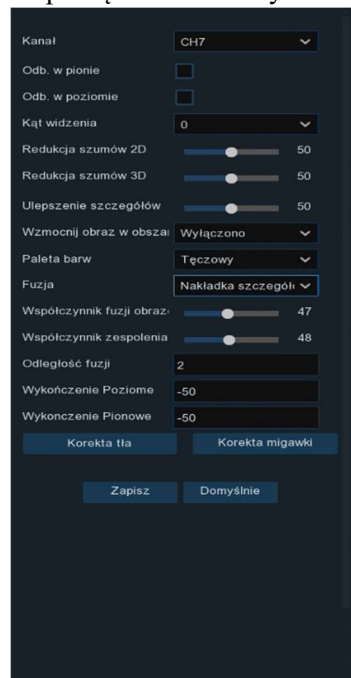 Kanał CH7
Odb. w pionie
Odb. w poziomie
Kąt widzenia 0
Redukcja szumów 2D 50
Redukcja szumów 3D 50
Ulepszenie szczegółów 50
Wzmocnij obraz w obszar Wyłączono
Paleta barw Tęczowy
Fuzja Nakładka szczegółó
Współczynnik fuzji obraz 47
Współczynnik zespolenia 48
Odległość fuzji 2
Wykończenie Poziome -50
Wykonczenie Pionowe -50
Korekta tła Korekta migawki
Zapisz Domyślnie